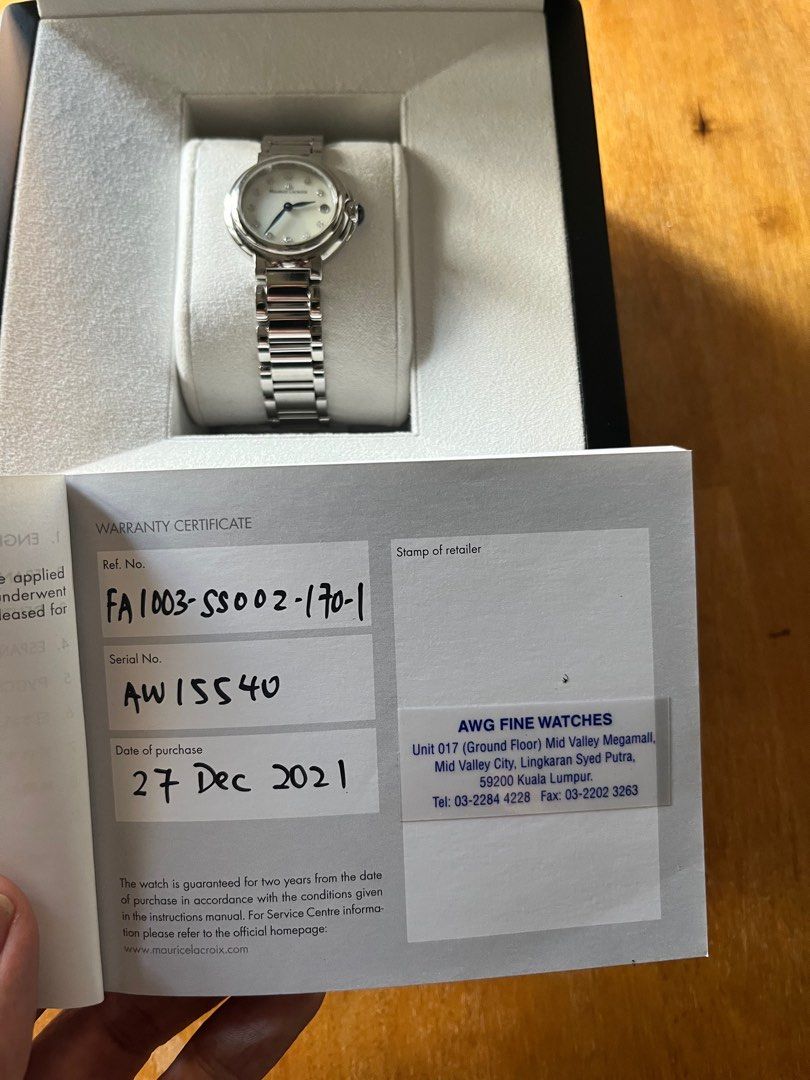 MAURICE LACROIX
e applied
underwent
leased for
WARRANTY CERTIFICATE
Ref. No.
FA1003-SS002-170-1
Serial No.
AW15540
Date of purchase
27 Dec 2021
The watch is guaranteed for two years from the date
of purchase in accordance with the conditions given
in the instructions manual. For Service Centre informa-
tion please refer to the official homepage:
www.mauricelacroix.com
Stamp of retailer
AWG FINE WATCHES
Unit 017 (Ground Floor) Mid Valley Megamall,
Mid Valley City, Lingkaran Syed Putra,
59200 Kuala Lumpur.
Tel: 03-2284 4228 Fax: 03-2202 3263